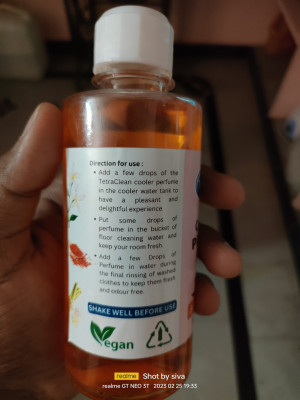 Direction for use :
• Add a few drops of the
TetraClean cooler perfume
in the cooler water tank to
have a pleasant and
delightful experience
• Put some drops of
perfume in the bucket of
floor cleaning water and
keep your room fresh
• Add a few Drops of
Perfume in water during
the final rinsing of washed
clothes to keep them fresh
and odour free.
SHAKE WELL BEFORE USE
Vegan
realme Shot by siva
realme GT NEO 3T 2023 02 25 19:33